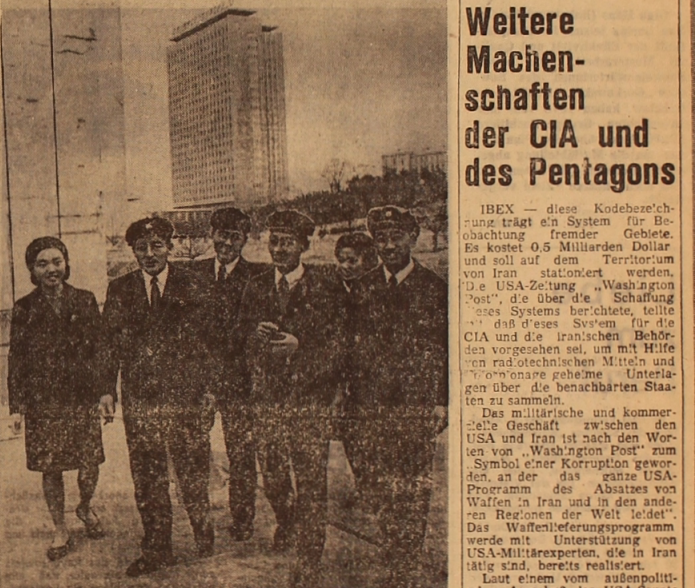 Weitere
Machen-
schaften
der CIA und
des Pentagons
IBEX — diese Kodebezeich-
nung trägt ein System für Be-
obachtung fremder Gebiete.
Es kostet 0,5 Milliarden Dollar
und soll auf dem Territorium
von Iran stationiert werden.
Die USA-Zeitung „Washington
Post", die über die Schaffung
dieses Systems berichtete, teilte
daß dieses System für die
CIA und die iranischen Behör-
den vorgesehen sei, um mit Hilfe
von radiotechnischen Mitteln und
geheime Unterla-
gen über die benachbarten Staa-
ten zu sammeln.
Das militärische und kommer-
zielle Geschäft zwischen den
USA und Iran ist nach den Wor-
ten von „Washington Post" zum
„Symbol einer Korruption gewor-
den, an der das ganze USA-
Programm des Absatzes von
Waffen in Iran und in den ande-
ren Regionen der Welt leidet".
Das Waffenlieferungsprogramm
werde mit Unterstützung von
USA-Militärexperten, die in Iran
tätig sind, bereits realisiert.
Laut einem vom außenpoliti-